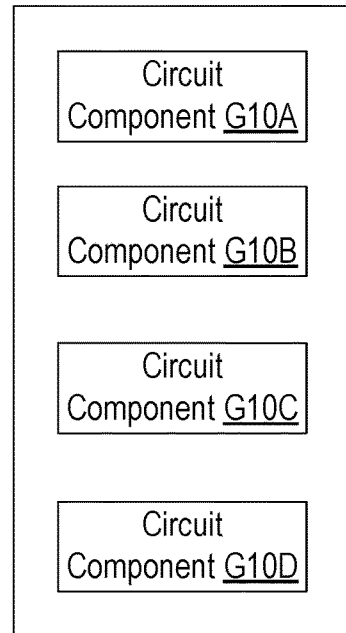 Circuit
Component G10A
Circuit
Component G10B
Circuit
Component G10C
Circuit
Component G10D